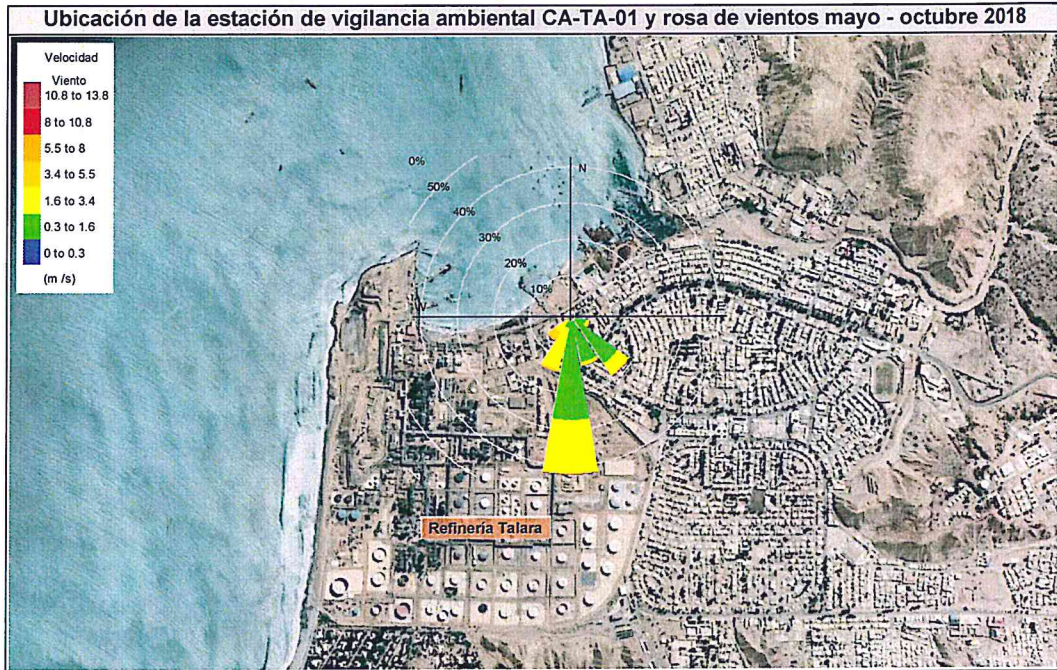 Ubicación de la estación de vigilancia ambiental CA-TA-01 y rosa de vientos mayo - octubre 2018
Velocidad
Viento
10.8 to 13.8
8 to 10.8
5.5 to 8
3.4 to 5.5
1.6 to 3.4
0.3 to 1.6
0 to 0.3
(m /s)
0%
50%
40%
30%
20%
10%
N
W
E
Refinería Talara